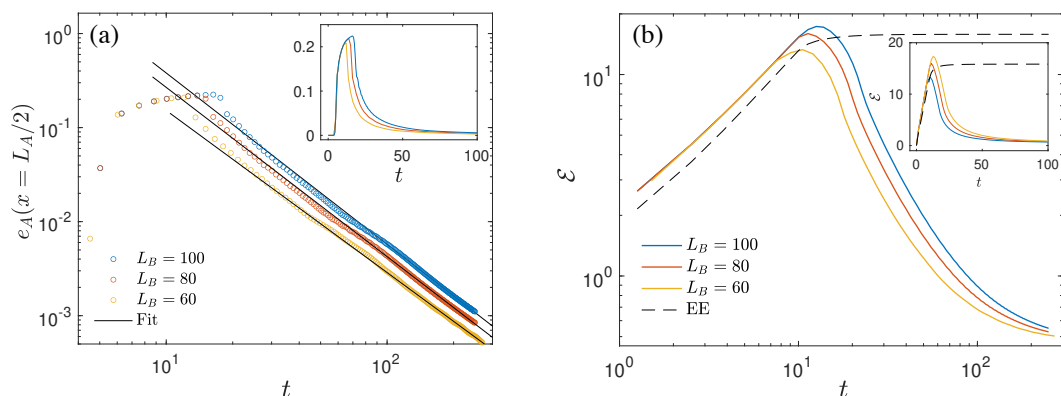 (a)
10^0
10^-1
10^-2
10^-3
e_A(x = L_A/2)
L_B = 100
L_B = 80
L_B = 60
Fit
10^1
10^2
t
0.2
0.1
0
0
50
100
t
(b)
10^1
10^0
ℰ
L_B = 100
L_B = 80
L_B = 60
EE
10^0
10^1
10^2
t
20
10
0
ℰ
0
50
100
t